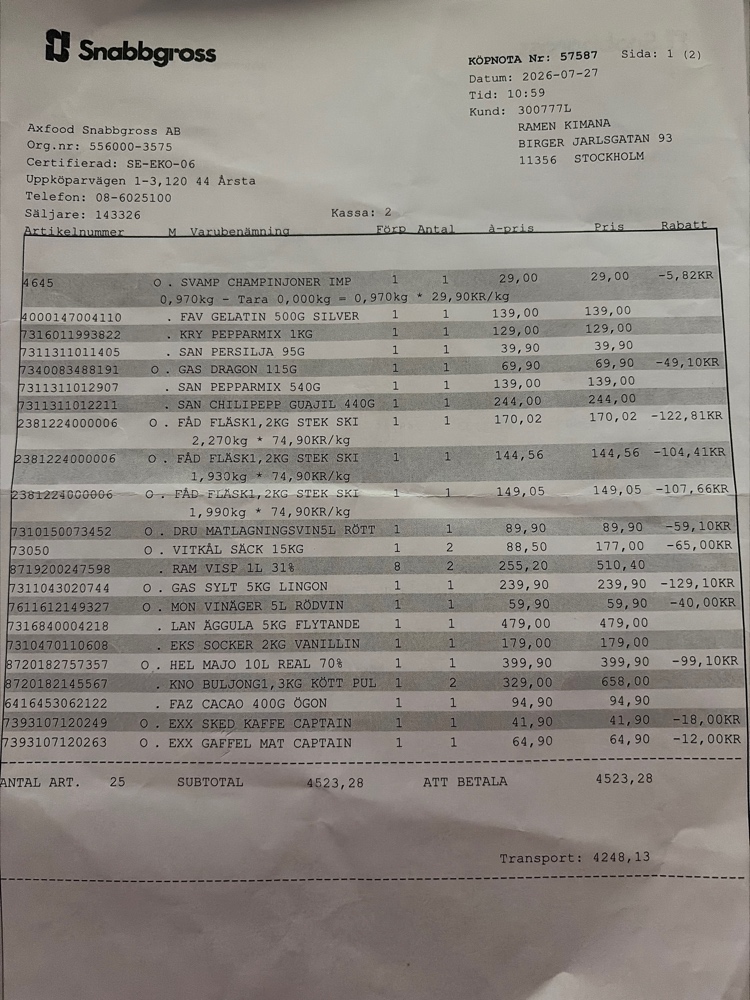 Snabbgross
KÖPNOTA Nr: 57587 Sida: 1 (2)
Datum: 2026-07-27
Tid: 10:59
Kund: 300777L
RAMEN KIMANA
BIRGER JARLSGATAN 93
11356 STOCKHOLM
Axfood Snabbgross AB
Org.nr: 556000-3575
Certifierad: SE-EKO-06
Uppköparvägen 1-3,120 44 Årsta
Telefon: 08-6025100
Säljare: 143326 Kassa: 2
Artikelnummer M Varubenämning Förp Antal à-pris Pris Rabatt
4645 O . SVAMP CHAMPINJONER IMP 1 1 29,00 29,00 -5,82KR
0,970kg - Tara 0,000kg = 0,970kg * 29,90KR/kg
4000147004110 . FAV GELATIN 500G SILVER 1 1 139,00 139,00
7316011993822 . KRY PEPPARMIX 1KG 1 1 129,00 129,00
7311311011405 . SAN PERSILJA 95G 1 1 39,90 39,90
7340083488191 O . GAS DRAGON 115G 1 1 69,90 69,90 -49,10KR
7311311012907 . SAN PEPPARMIX 540G 1 1 139,00 139,00
7311311012211 . SAN CHILIPEPP GUAJIL 440G 1 1 244,00 244,00
2381224000006 O . FÅD FLÄSK1,2KG STEK SKI 1 1 170,02 170,02 -122,81KR
2,270kg * 74,90KR/kg
2381224000006 O . FÅD FLÄSK1,2KG STEK SKI 1 1 144,56 144,56 -104,41KR
1,930kg * 74,90KR/kg
2381224000006 O . FÅD FLÄSK1,2KG STEK SKI 1 1 149,05 149,05 -107,66KR
1,990kg * 74,90KR/kg
7310150073452 O . DRU MATLAGNINGSVIN5L RÖTT 1 1 89,90 89,90 -59,10KR
73050 O . VITKÅL SÄCK 15KG 1 2 88,50 177,00 -65,00KR
8719200247598 . RAM VISP 1L 31% 8 2 255,20 510,40
7311043020744 O . GAS SYLT 5KG LINGON 1 1 239,90 239,90 -129,10KR
7611612149327 O . MON VINÄGER 5L RÖDVIN 1 1 59,90 59,90 -40,00KR
7316840004218 . LAN ÄGGULA 5KG FLYTANDE 1 1 479,00 479,00
7310470110608 . EKS SOCKER 2KG VANILLIN 1 1 179,00 179,00
8720182757357 O . HEL MAJO 10L REAL 70% 1 1 399,90 399,90 -99,10KR
8720182145567 . KNO BULJONG1,3KG KÖTT PUL 1 2 329,00 658,00
6416453062122 . FAZ CACAO 400G ÖGON 1 1 94,90 94,90
7393107120249 O . EXX SKED KAFFE CAPTAIN 1 1 41,90 41,90 -18,00KR
7393107120263 O . EXX GAFFEL MAT CAPTAIN 1 1 64,90 64,90 -12,00KR
ANTAL ART. 25 SUBTOTAL 4523,28 ATT BETALA 4523,28
Transport: 4248,13